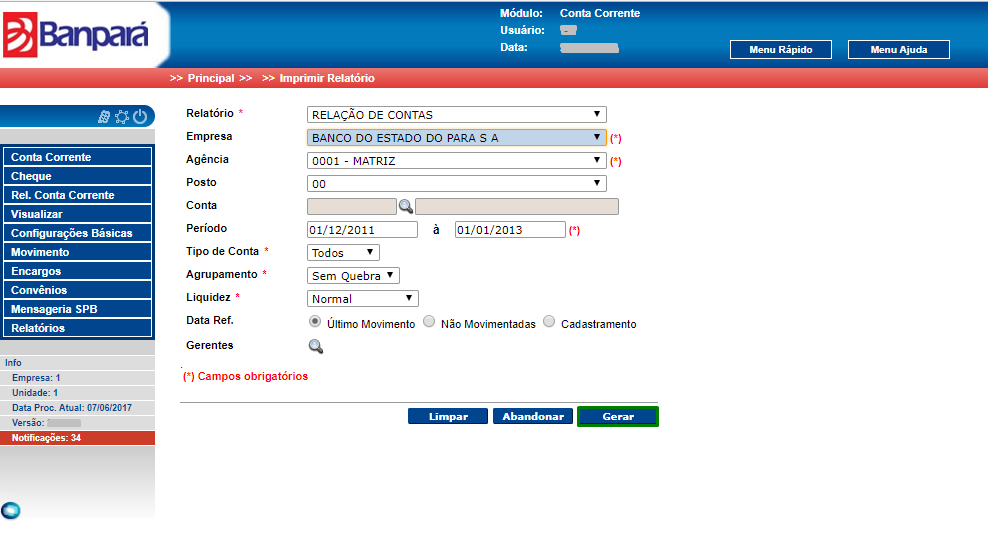 Banpará
Módulo: Conta Corrente
Usuário:
Data:
Menu Rápido
Menu Ajuda
>> Principal >> >> Imprimir Relatório
Conta Corrente
Cheque
Rel. Conta Corrente
Visualizar
Configurações Básicas
Movimento
Encargos
Convênios
Mensageria SPB
Relatórios
Info
Empresa: 1
Unidade: 1
Data Proc. Atual: 07/06/2017
Versão:
Notificações: 34
Relatório * RELAÇÃO DE CONTAS
Empresa BANCO DO ESTADO DO PARA S A (*)
Agência 0001 - MATRIZ (*)
Posto 00
Conta
Período 01/12/2011 à 01/01/2013 (*)
Tipo de Conta * Todos
Agrupamento * Sem Quebra
Liquidez * Normal
Data Ref. Último Movimento Não Movimentadas Cadastramento
Gerentes
(*) Campos obrigatórios
Limpar Abandonar Gerar